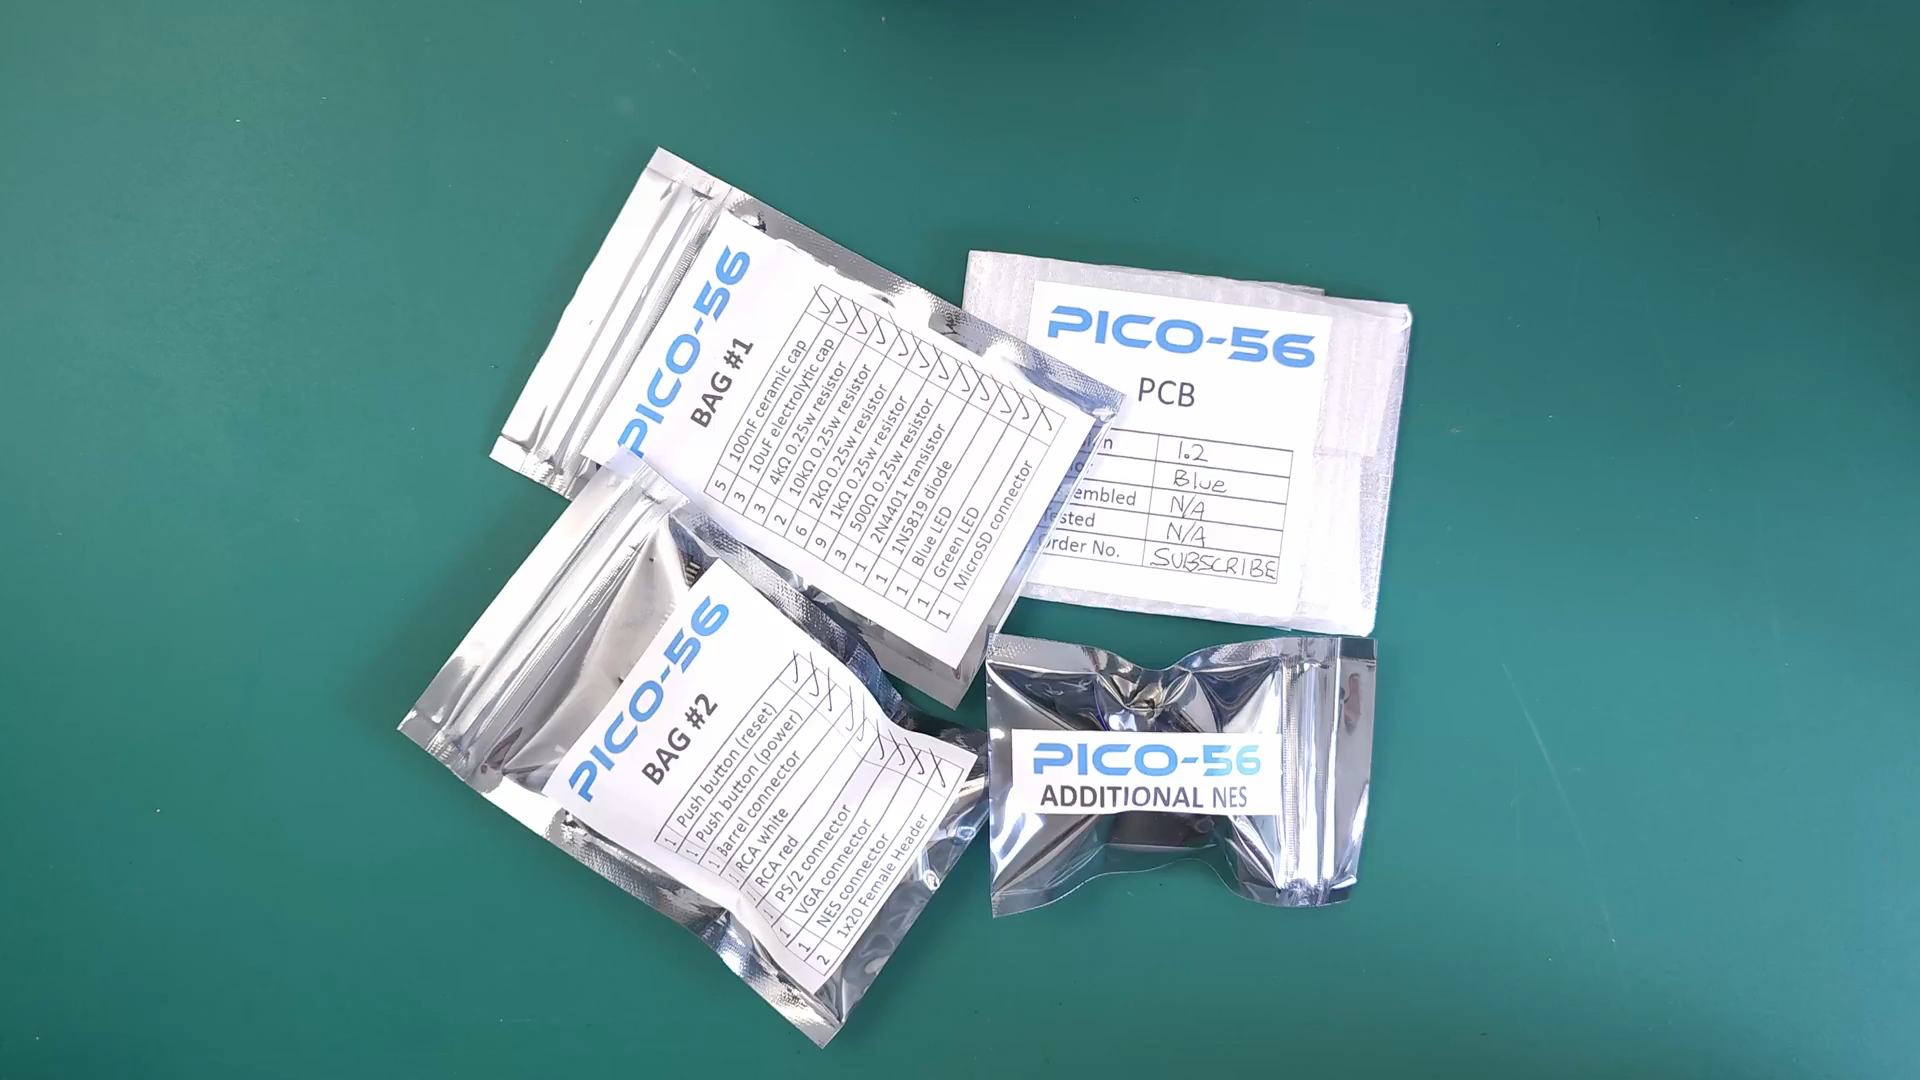 PICO-56
BAG #1
5 100nF ceramic cap
3 10uF electrolytic cap
3 4kΩ 0.25w resistor
2 10kΩ 0.25w resistor
6 2kΩ 0.25w resistor
9 1kΩ 0.25w resistor
3 500Ω 0.25w resistor
1 2N4401 transistor
1 1N5819 diode
1 Blue LED
1 Green LED
1 MicroSD connector
PICO-56
PCB
1.2
Blue
N/A
N/A
Order No. SUBSCRIBE
PICO-56
BAG #2
1 Push button (reset)
1 Push button (power)
1 Barrel connector
1 RCA white
1 RCA red
1 PS/2 connector
1 VGA connector
1 NES connector
2 1x20 Female Header
PICO-56
ADDITIONAL NES